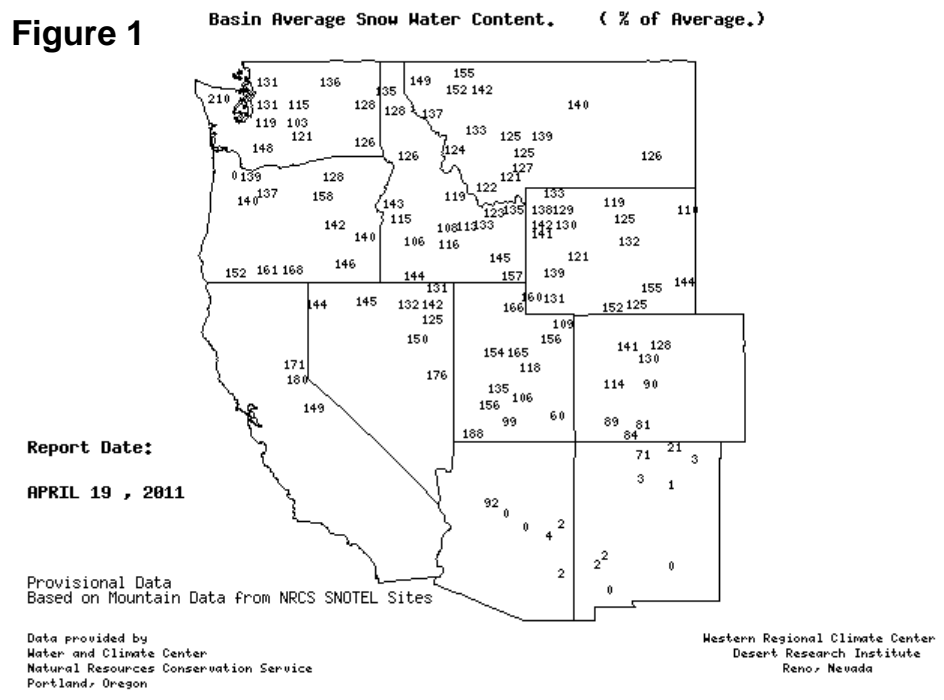 Figure 1
Basin Average Snow Water Content. ( % of Average.)
155
149
131 136 152 142
135
210 140
131 115 128
128 137
119 103
133
121 125 139
148 126 124
126 125 126
127
0 139 128 121
122
137 158 119 133
140 143 119
123 135 138 129 110
115 125
142 108 113 133 142 130
140 141
106 116 132
121
145
146 139
152 161 168 144 157 144
131 155
160 131
144 145 132 142 166 152 125
125 109
150 156
141 128
154 165 130
171 118
176
180 114 90
135
106
149 156
60
99 89 81
188 84
21
Report Date:
71
3
3
1
APRIL 19 , 2011
92
0
0 2
4
2
2 0
Provisional Data
2
0
Based on Mountain Data from NRCS SNOTEL Sites
Data provided by
Water and Climate Center
Natural Resources Conservation Service
Portland, Oregon
Western Regional Climate Center
Desert Research Institute
Reno, Nevada